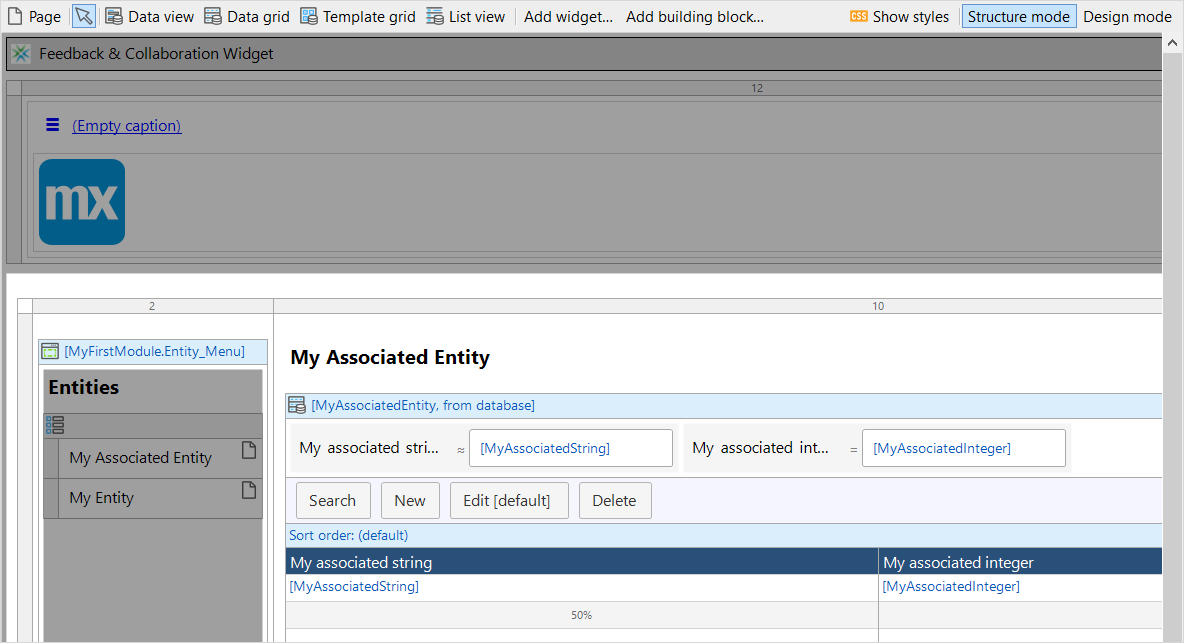 Page Data view Data grid Template grid List view Add widget... Add building block... CSS Show styles Structure mode Design mode
Feedback & Collaboration Widget
12
(Empty caption)
mx
2 10
[MyFirstModule.Entity_Menu]
Entities
My Associated Entity
My Entity
My Associated Entity
[MyAssociatedEntity, from database]
My associated stri... ≈ [MyAssociatedString] My associated int... = [MyAssociatedInteger]
Search New Edit [default] Delete
Sort order: (default)
My associated string My associated integer
[MyAssociatedString] [MyAssociatedInteger]
50%